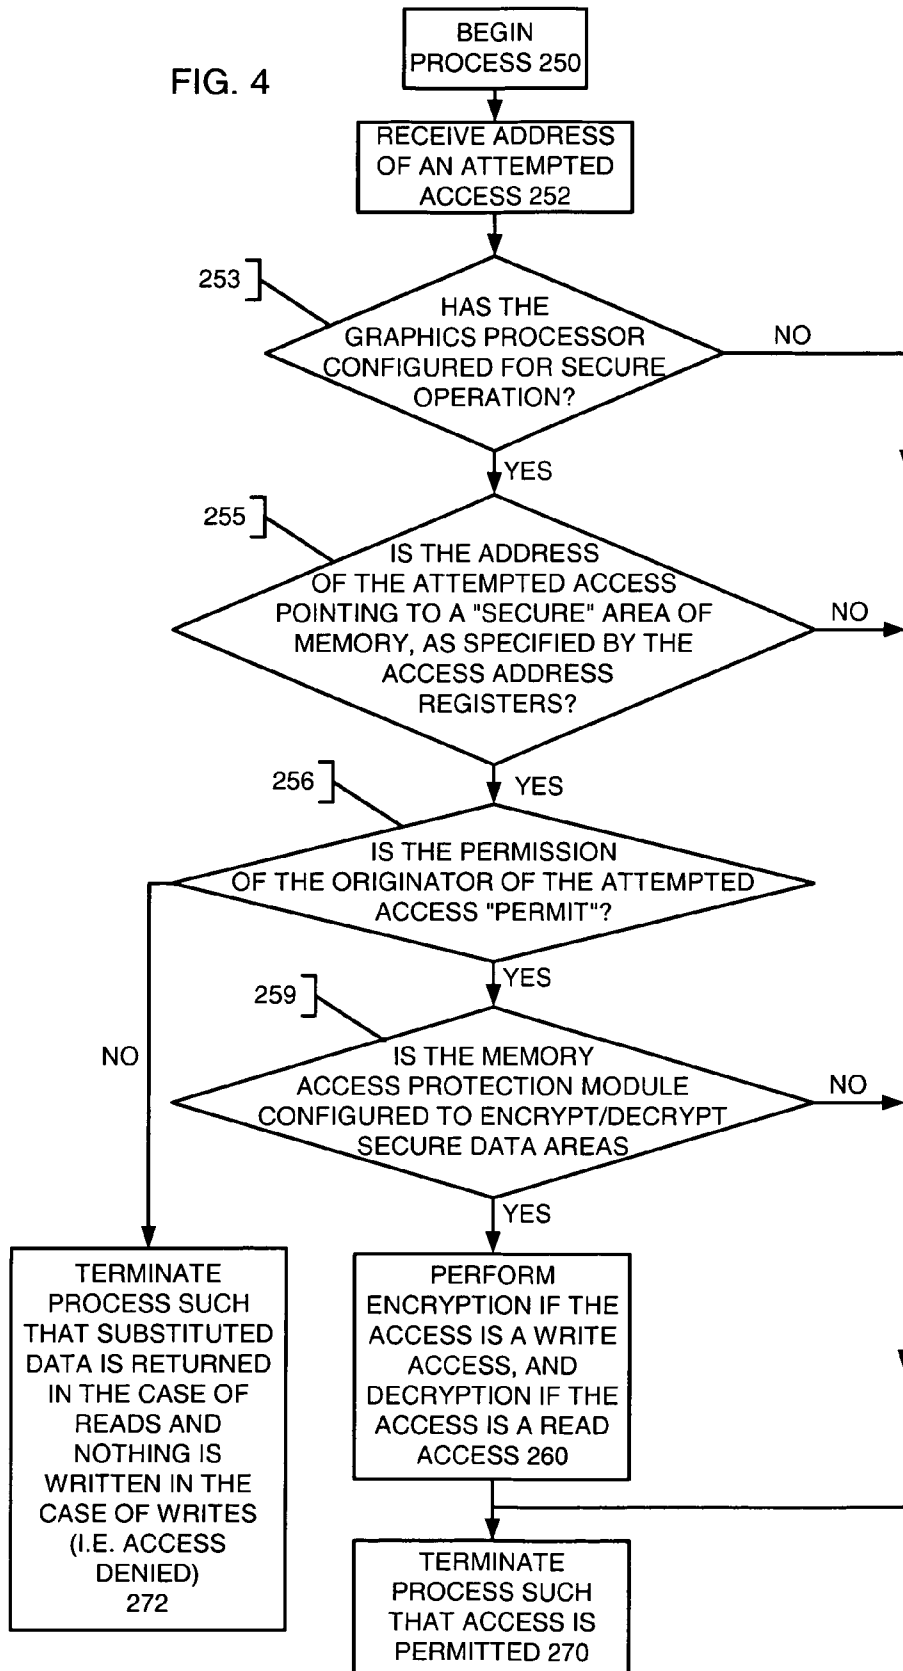 FIG. 4
BEGIN
PROCESS 250
RECEIVE ADDRESS
OF AN ATTEMPTED
ACCESS 252
253
HAS THE
GRAPHICS PROCESSOR
CONFIGURED FOR SECURE
OPERATION?
NO
YES
255
IS THE ADDRESS
OF THE ATTEMPTED ACCESS
POINTING TO A "SECURE" AREA OF
MEMORY, AS SPECIFIED BY THE
ACCESS ADDRESS
REGISTERS?
NO
YES
256
IS THE PERMISSION
OF THE ORIGINATOR OF THE ATTEMPTED
ACCESS "PERMIT"?
NO
YES
259
IS THE MEMORY
ACCESS PROTECTION MODULE
CONFIGURED TO ENCRYPT/DECRYPT
SECURE DATA AREAS
NO
YES
TERMINATE
PROCESS SUCH
THAT SUBSTITUTED
DATA IS RETURNED
IN THE CASE OF
READS AND
NOTHING IS
WRITTEN IN THE
CASE OF WRITES
(I.E. ACCESS
DENIED)
272
PERFORM
ENCRYPTION IF THE
ACCESS IS A WRITE
ACCESS, AND
DECRYPTION IF THE
ACCESS IS A READ
ACCESS 260
TERMINATE
PROCESS SUCH
THAT ACCESS IS
PERMITTED 270